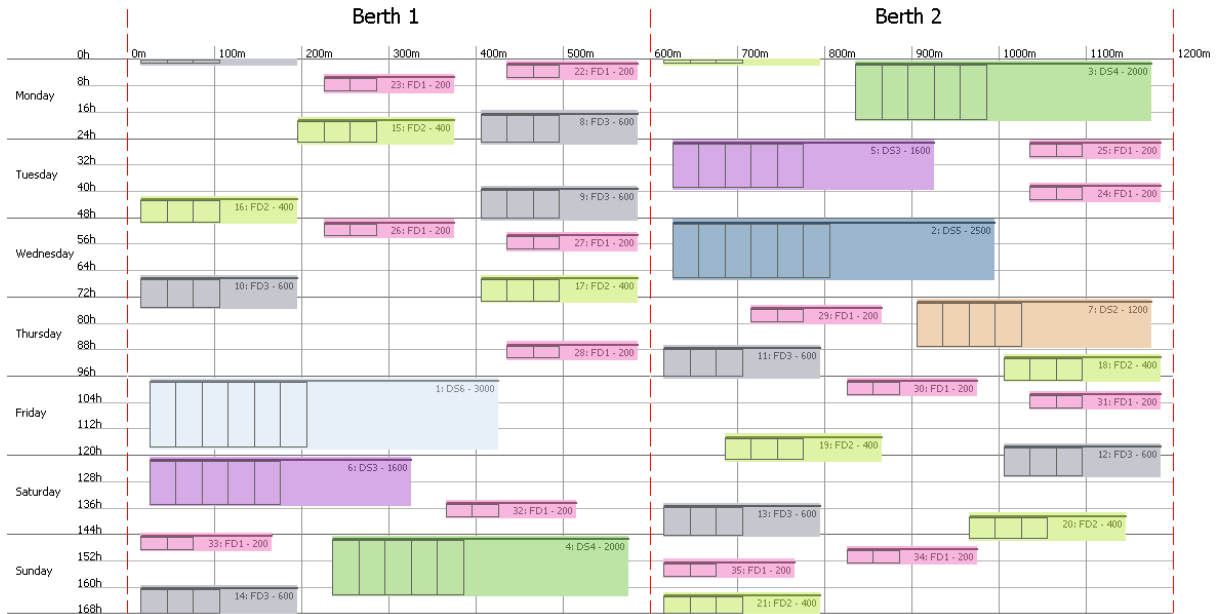 Berth 1 Berth 2
0h 0m 100m 200m 300m 400m 500m 600m 700m 800m 900m 1000m 1100m 1200m
22: FD1 - 200 3: DS4 - 2000
8h 23: FD1 - 200
Monday
16h
15: FD2 - 400 8: FD3 - 600
24h
5: DS3 - 1600 25: FD1 - 200
32h
Tuesday
40h 9: FD3 - 600 24: FD1 - 200
16: FD2 - 400
48h
26: FD1 - 200 2: DS5 - 2500
56h 27: FD1 - 200
Wednesday
64h
10: FD3 - 600 17: FD2 - 400
72h
29: FD1 - 200 7: DS2 - 1200
80h
Thursday
88h 28: FD1 - 200 11: FD3 - 600
18: FD2 - 400
96h
1: DS6 - 3000 30: FD1 - 200
104h 31: FD1 - 200
Friday
112h
19: FD2 - 400 12: FD3 - 600
120h
6: DS3 - 1600
128h
Saturday
136h 32: FD1 - 200 13: FD3 - 600
20: FD2 - 400
144h
33: FD1 - 200 4: DS4 - 2000
152h 34: FD1 - 200
Sunday 35: FD1 - 200
160h
14: FD3 - 600 21: FD2 - 400
168h